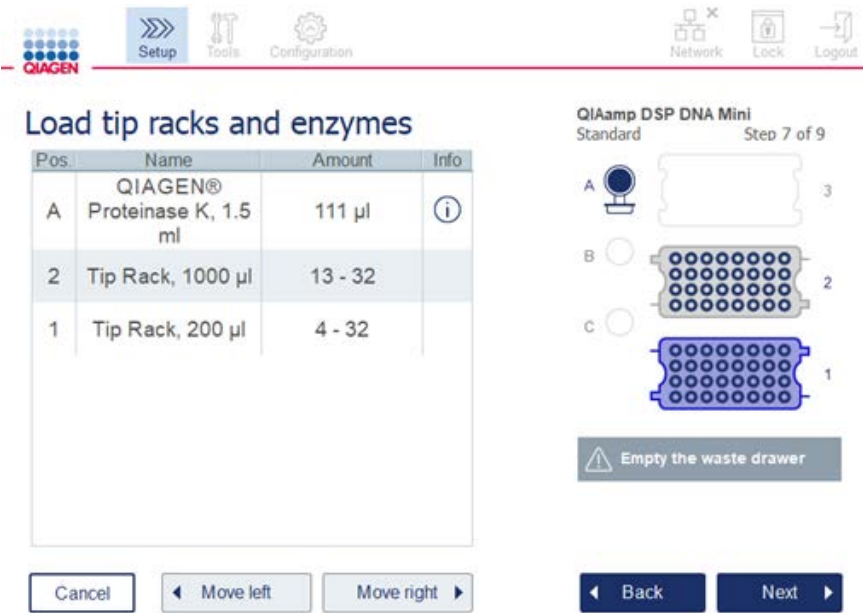 QIAGEN
Setup Tools Configuration Network Lock Logout
Load tip racks and enzymes
Pos. Name Amount Info
A QIAGEN® Proteinase K, 1.5 ml 111 µl i
2 Tip Rack, 1000 µl 13 - 32
1 Tip Rack, 200 µl 4 - 32
QIAamp DSP DNA Mini
Standard Step 7 of 9
A 3
B 2
C 1
Empty the waste drawer
Cancel Move left Move right Back Next